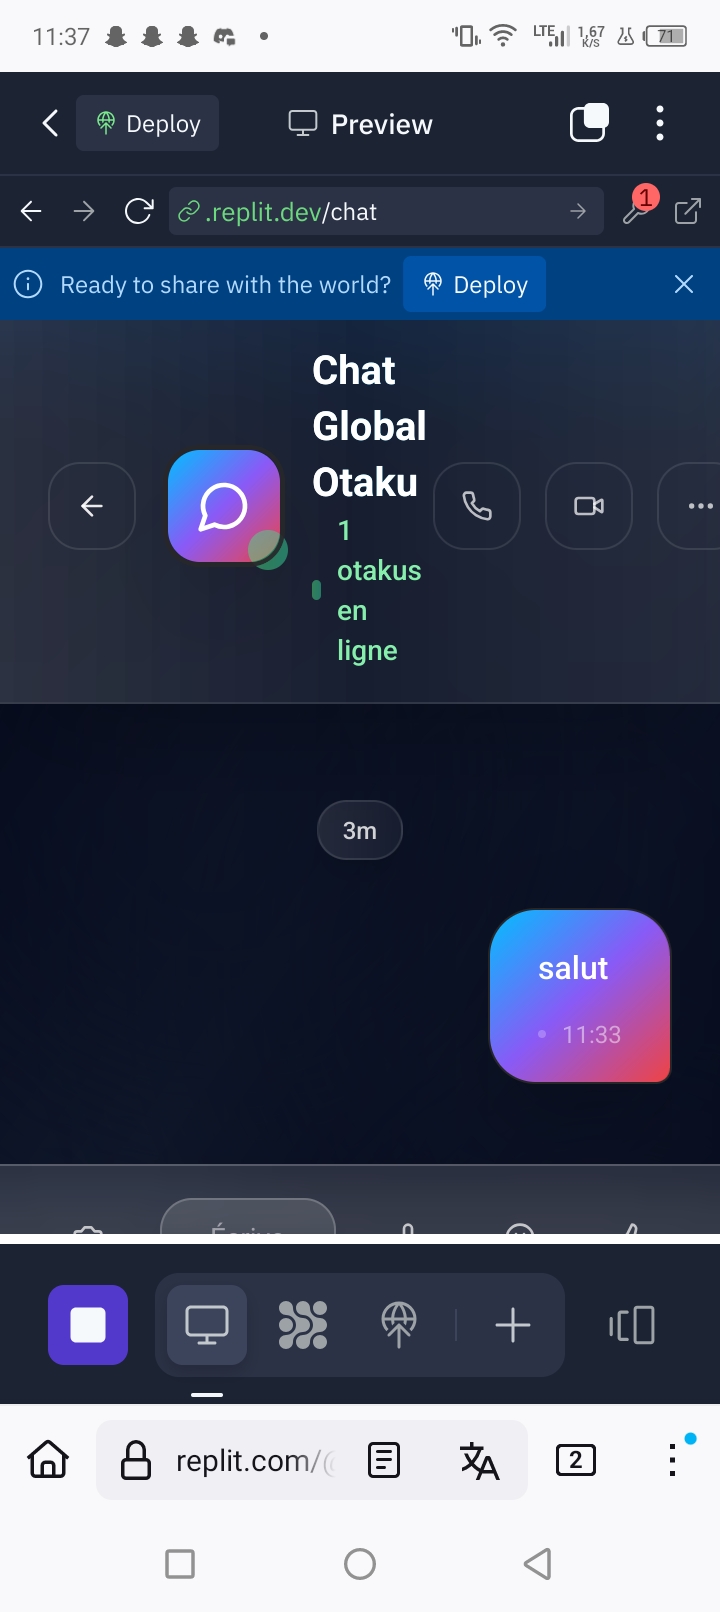 11:37
LTE 1,67 K/S 71
Deploy Preview
.replit.dev/chat 1
Ready to share with the world? Deploy
Chat
Global
Otaku
1
otakus
en
ligne
3m
salut
11:33
replit.com/ 2